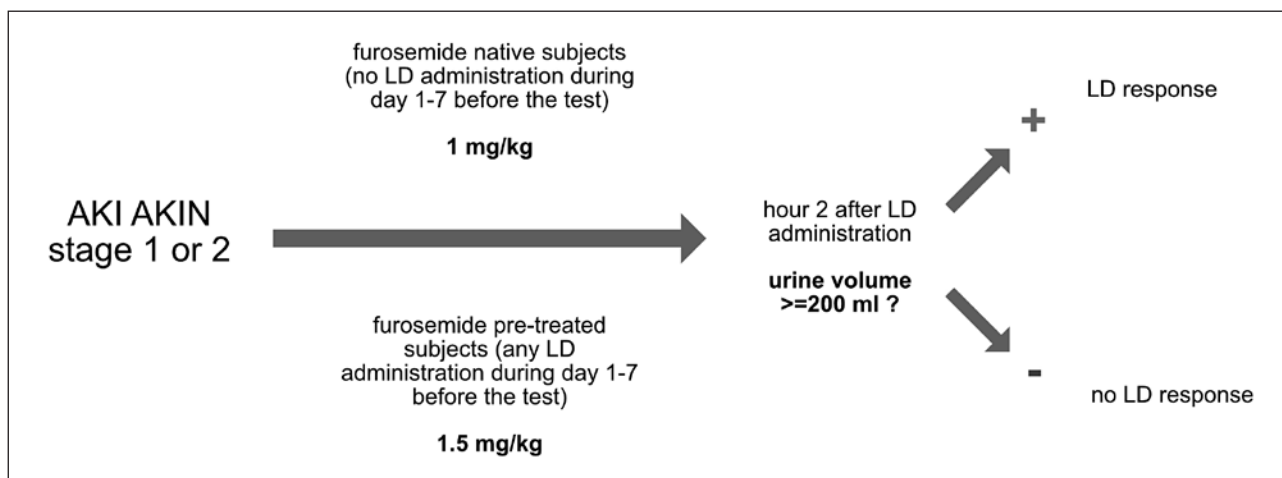 furosemide native subjects
(no LD administration during
day 1-7 before the test)
1 mg/kg
AKI AKIN
stage 1 or 2
furosemide pre-treated
subjects (any LD
administration during day 1-7
before the test)
1.5 mg/kg
hour 2 after LD
administration
urine volume
>=200 ml ?
+
LD response
-
no LD response